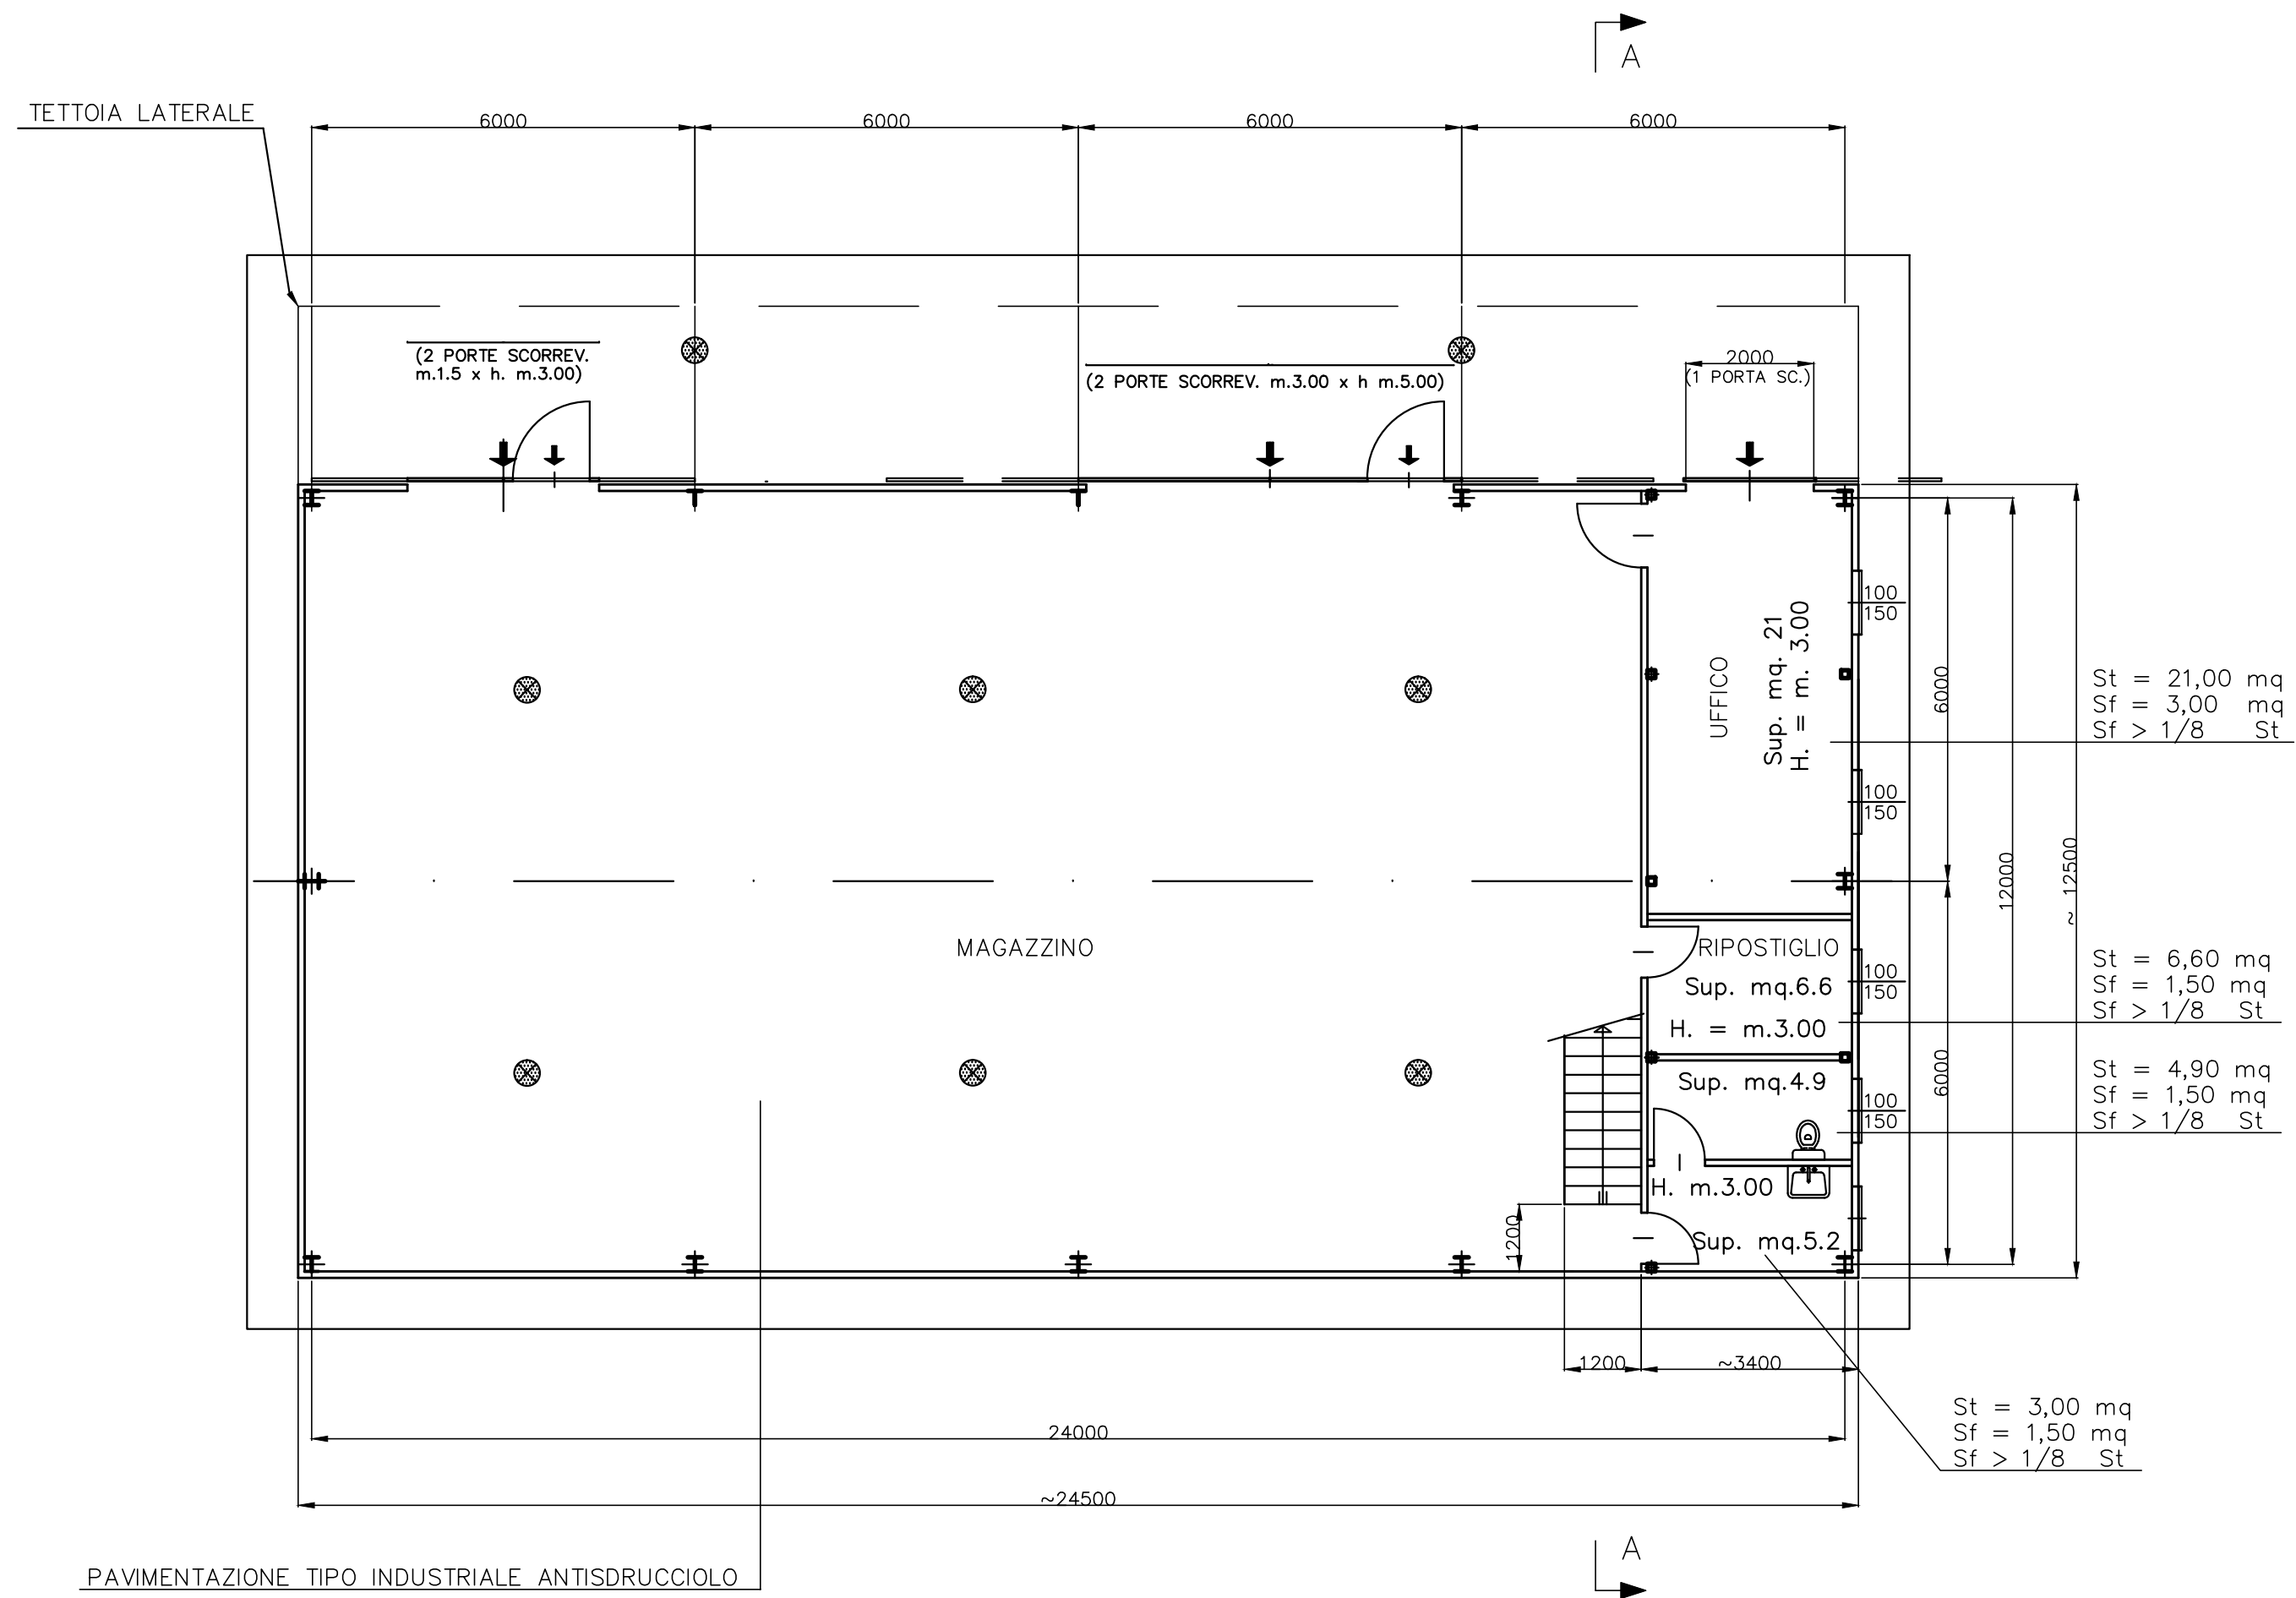 A
TETTOIA LATERALE
6000
6000
6000
6000
(2 PORTE SCORREV.
m.1.5 x h. m.3.00)
(2 PORTE SCORREV. m.3.00 x h m.5.00)
2000
(1 PORTA SC.)
100
150
UFFICO
Sup. mq. 21
H. = m. 3.00
6000
St = 21,00 mq
Sf = 3,00 mq
Sf > 1/8 St
100
150
12000
~ 12500
MAGAZZINO
RIPOSTIGLIO
Sup. mq.6.6
H. = m.3.00
100
150
St = 6,60 mq
Sf = 1,50 mq
Sf > 1/8 St
6000
Sup. mq.4.9
100
150
St = 4,90 mq
Sf = 1,50 mq
Sf > 1/8 St
H. m.3.00
1200
Sup. mq.5.2
1200
~3400
St = 3,00 mq
Sf = 1,50 mq
Sf > 1/8 St
24000
~24500
PAVIMENTAZIONE TIPO INDUSTRIALE ANTISDRUCCIOLO
A